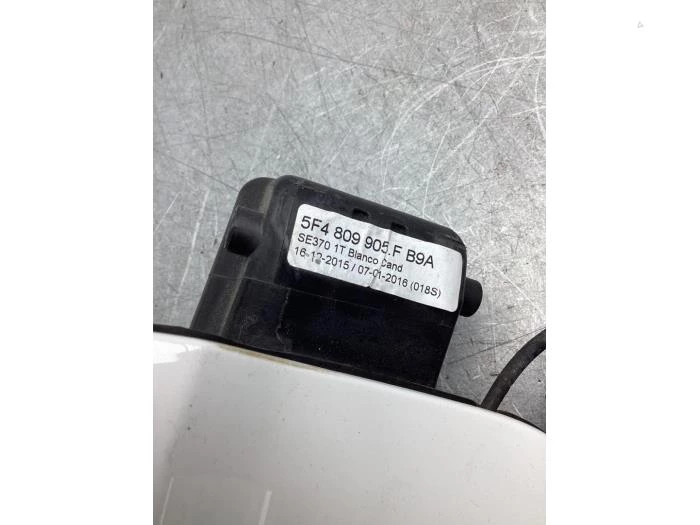 5F4 809 905.F B9A
SE370 1T Blanco Cand
16-12-2015 / 07-01-2016 (018S)